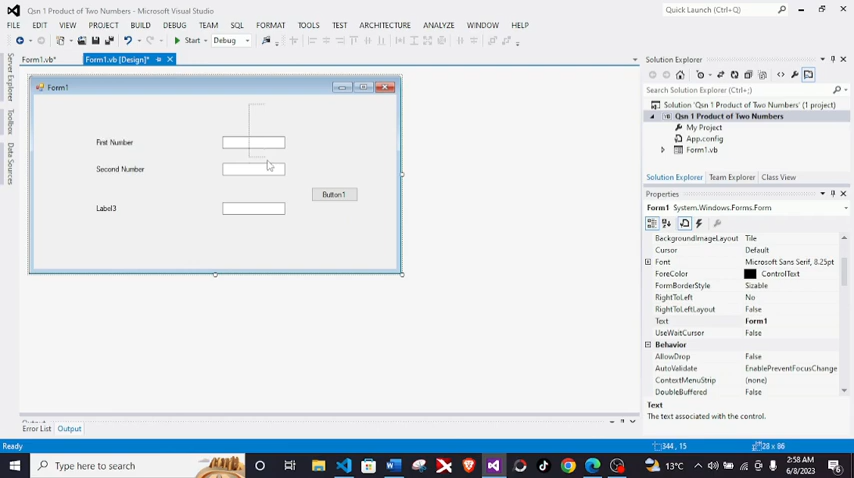 Qsn 1 Product of Two Numbers - Microsoft Visual Studio
Quick Launch (Ctrl+Q)
FILE EDIT VIEW PROJECT BUILD DEBUG TEAM SQL FORMAT TOOLS TEST ARCHITECTURE ANALYZE WINDOW HELP
Start Debug
Form1.vb* Form1.vb [Design]*
Server Explorer
Toolbox
Data Sources
Form1
First Number
Second Number
Button1
Label3
Solution Explorer
Search Solution Explorer (Ctrl+;)
Solution 'Qsn 1 Product of Two Numbers' (1 project)
Qsn 1 Product of Two Numbers
My Project
App.config
Form1.vb
Solution Explorer Team Explorer Class View
Properties
Form1 System.Windows.Forms.Form
BackgroundImageLayout Tile
Cursor Default
Font Microsoft Sans Serif, 8.25pt
ForeColor ControlText
FormBorderStyle Sizable
RightToLeft No
RightToLeftLayout False
Text Form1
UseWaitCursor False
Behavior
AllowDrop False
AutoValidate EnablePreventFocusChange
ContextMenuStrip (none)
DoubleBuffered False
Text
The text associated with the control.
Output
Error List Output
Ready
344 , 15
28 x 86
Type here to search
13°C
2:58 AM
6/8/2023